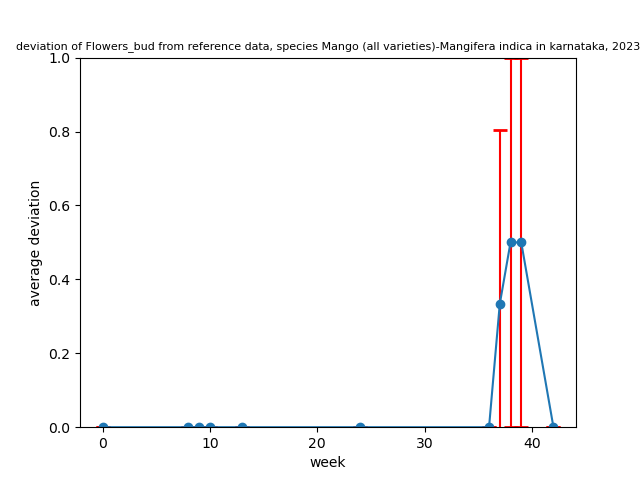 deviation of Flowers_bud from reference data, species Mango (all varieties)-Mangifera indica in karnataka, 2023
1.0
0.8
0.6
0.4
0.2
0.0
average deviation
0 10 20 30 40
week